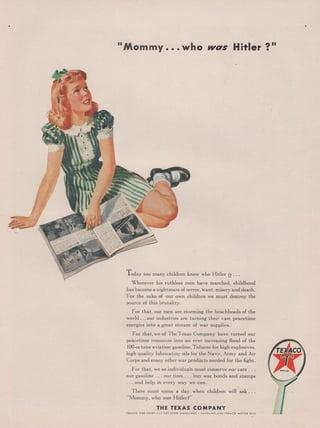 "Mommy...who was Hitler?"
Today too many children know who Hitler is...
Wherever his ruthless men have marched, childhood
has become a nightmare of terror, want, misery and death.
For the sake of our own children we must destroy the
source of this brutality.
For that, our men are storming the beachheads of the
world...our industries are turning their vast peacetime
energies into a great stream of war supplies.
For that, we of The Texas Company have turned our
peacetime resources into an ever increasing flood of
100-octane aviation gasoline, Toluene for high explosives,
high quality lubricating oils for the Navy, Army and Air
Corps and many other war products needed for the fight.
For that, we as individuals must conserve our cars...
our gasoline...our tires...buy war bonds and stamps
...and help in every way we can.
There must come a day when children will ask...
"Mommy, who was Hitler?"
THE TEXAS COMPANY
TEXACO
T